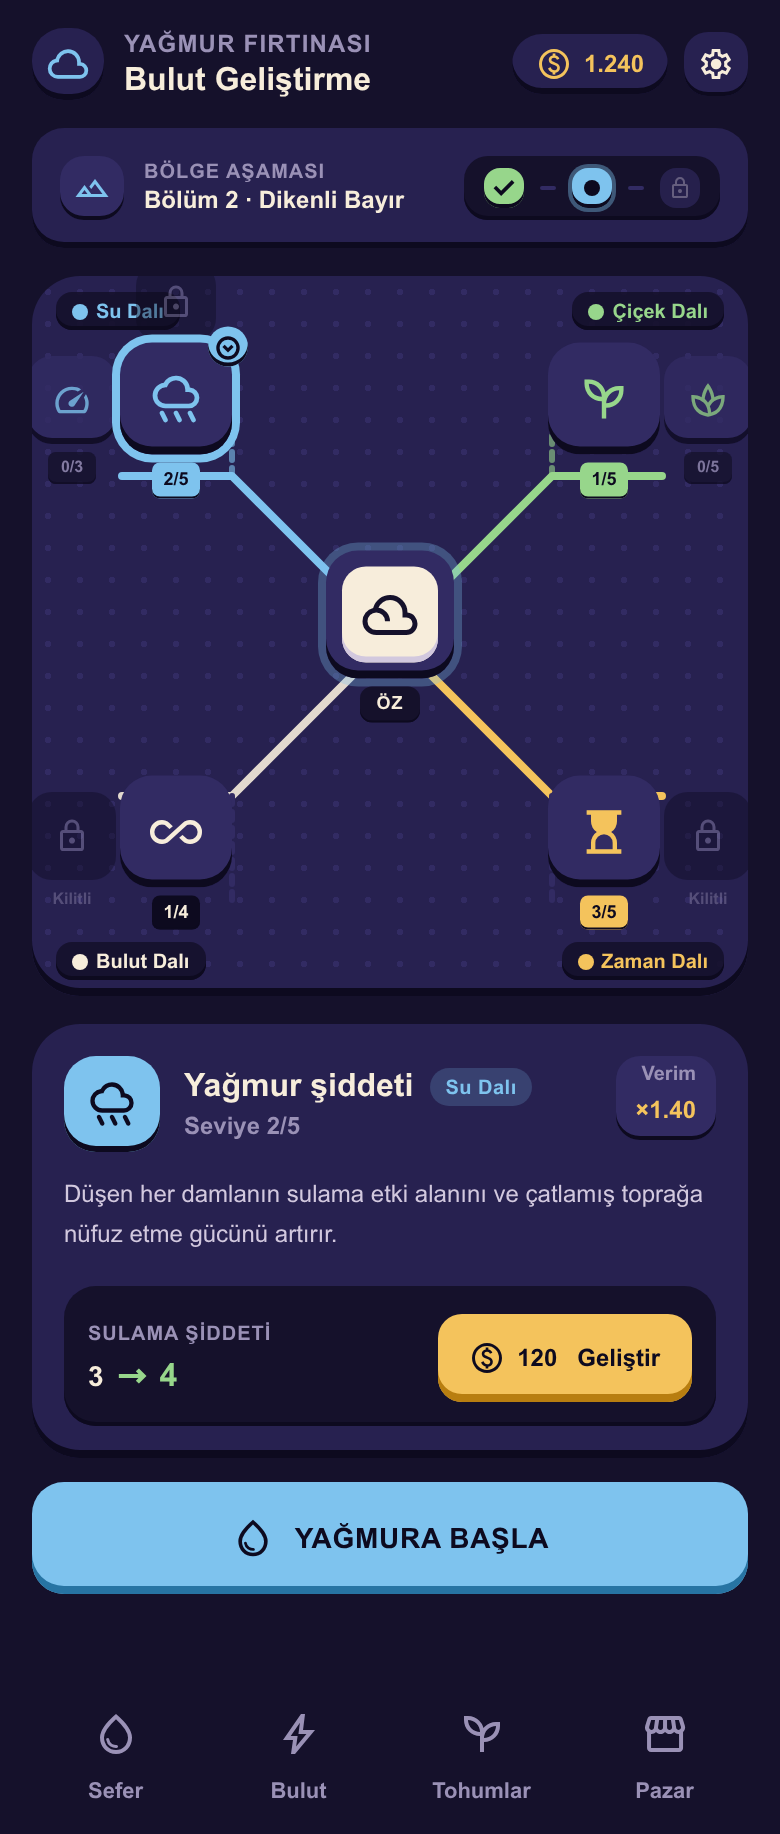 YAĞMUR FIRTINASI
Bulut Geliştirme
1.240
BÖLGE AŞAMASI
Bölüm 2 · Dikenli Bayır
Su Dalı
Çiçek Dalı
0/3
2/5
1/5
0/5
ÖZ
Kilitli
1/4
3/5
Kilitli
Bulut Dalı
Zaman Dalı
Yağmur şiddeti
Su Dalı
Seviye 2/5
Verim
×1.40
Düşen her damlanın sulama etki alanını ve çatlamış toprağa
nüfuz etme gücünü artırır.
SULAMA ŞİDDETİ
3 → 4
120 Geliştir
YAĞMURA BAŞLA
Sefer
Bulut
Tohumlar
Pazar